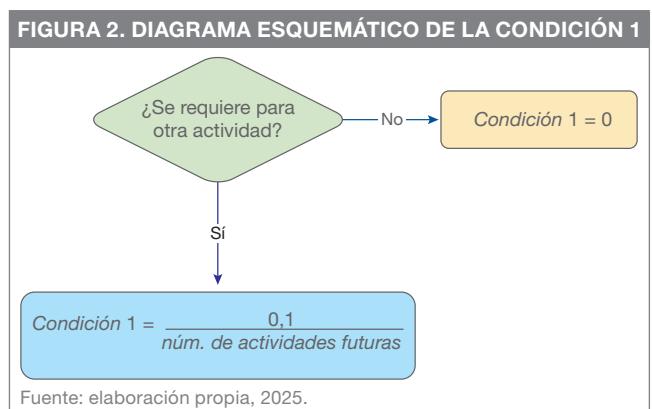 FIGURA 2. DIAGRAMA ESQUEMÁTICO DE LA CONDICIÓN 1
¿Se requiere para
otra actividad?
No
Condición 1 = 0
Sí
Condición 1 = 0,1
núm. de actividades futuras
Fuente: elaboración propia, 2025.